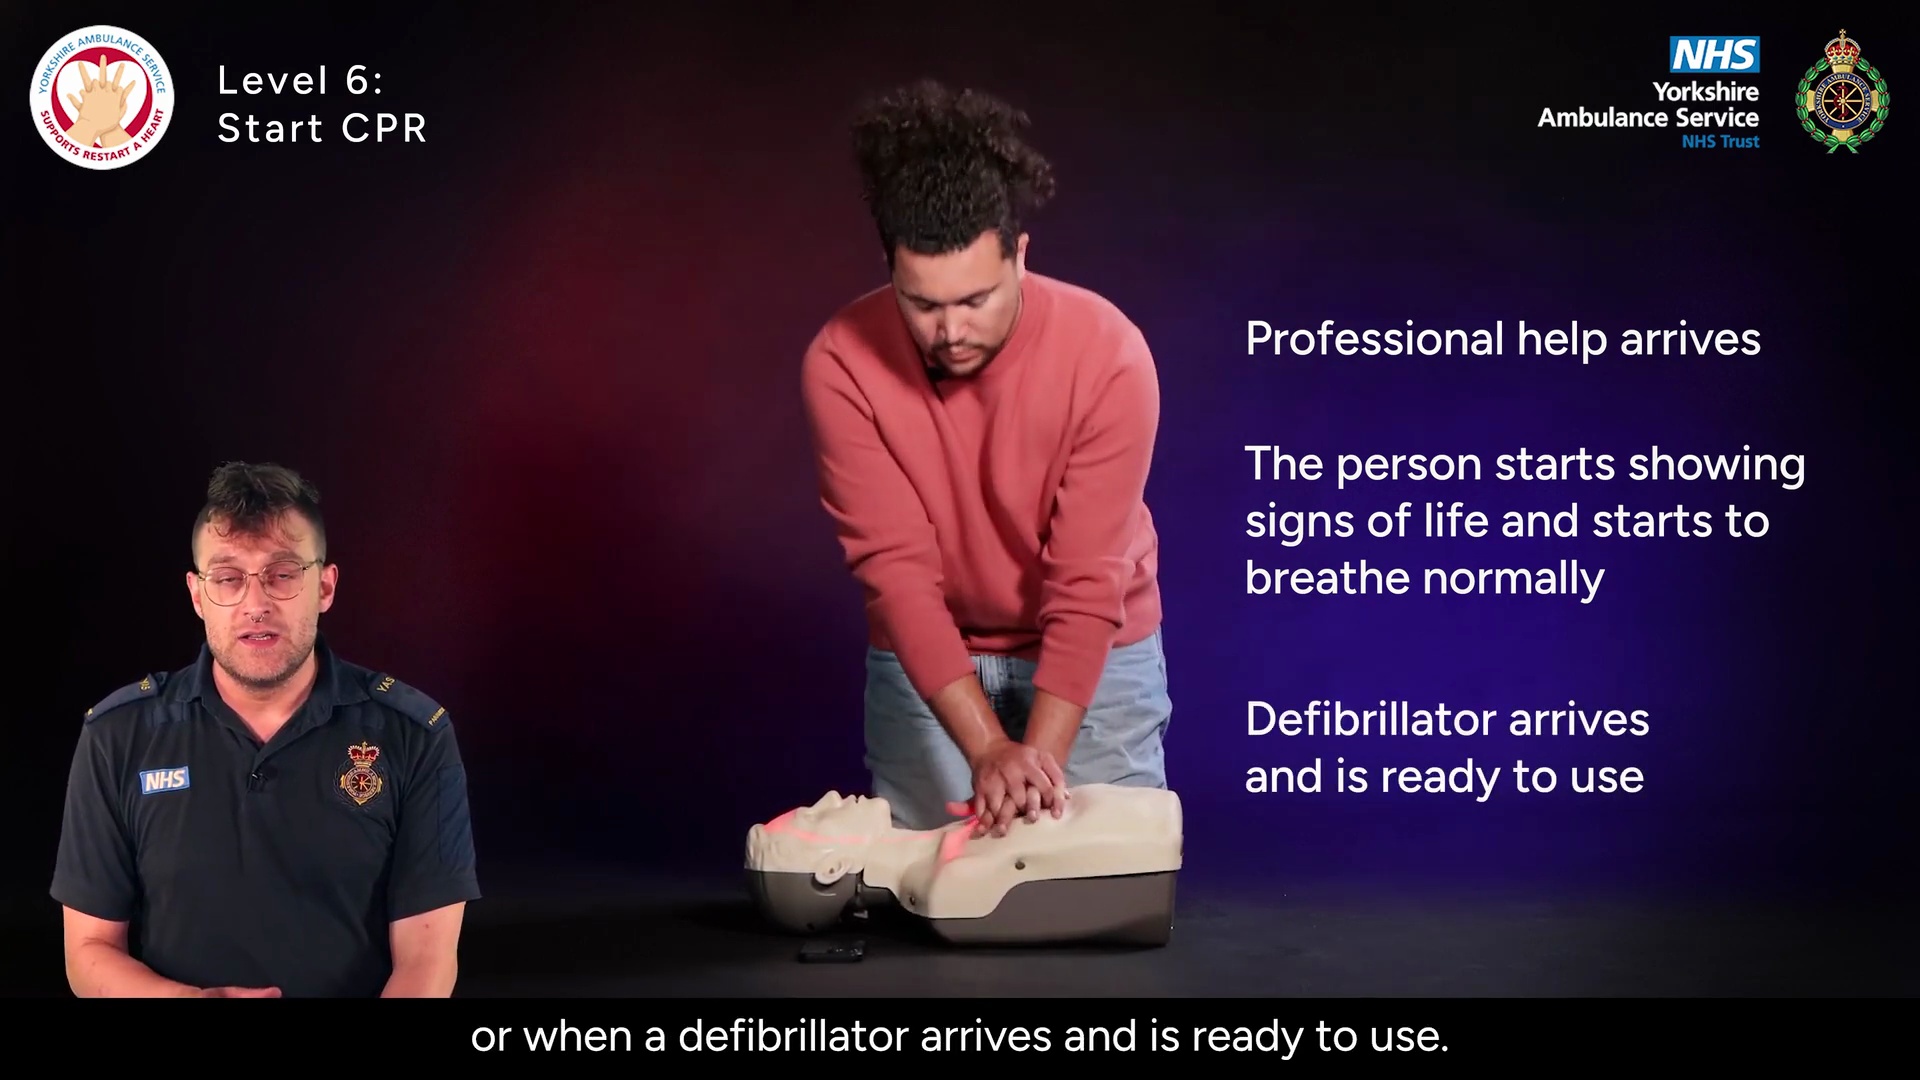 YORKSHIRE AMBULANCE SERVICE
SUPPORTS RESTART A HEART
Level 6:
Start CPR
NHS
Yorkshire
Ambulance Service
NHS Trust
Professional help arrives
The person starts showing
signs of life and starts to
breathe normally
Defibrillator arrives
and is ready to use
YAS
NHS
or when a defibrillator arrives and is ready to use.